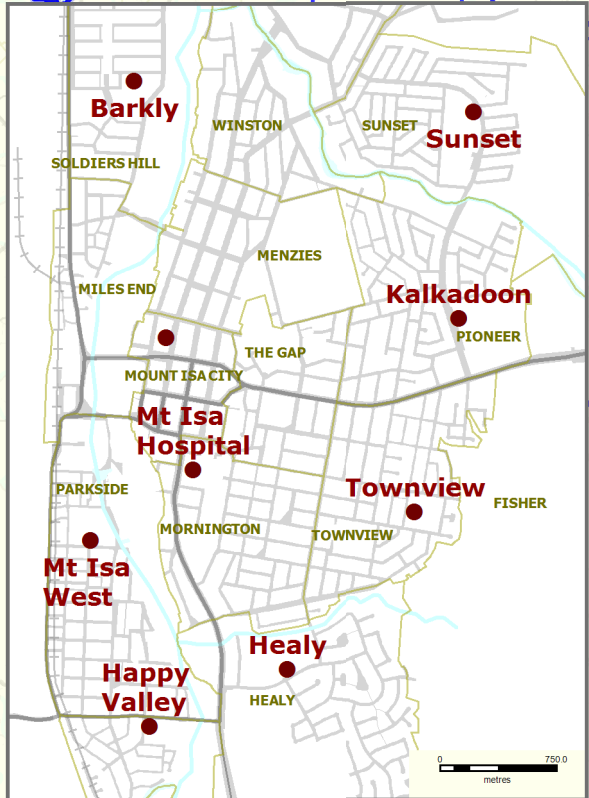 Barkly
WINSTON
SUNSET
Sunset
SOLDIERS HILL
MENZIES
MILES END
Kalkadoon
PIONEER
THE GAP
MOUNT ISA CITY
Mt Isa
Hospital
PARKSIDE
Townview
FISHER
MORNINGTON
TOWNVIEW
Mt Isa
West
Healy
Happy
Valley
HEALY
0 750.0
metres